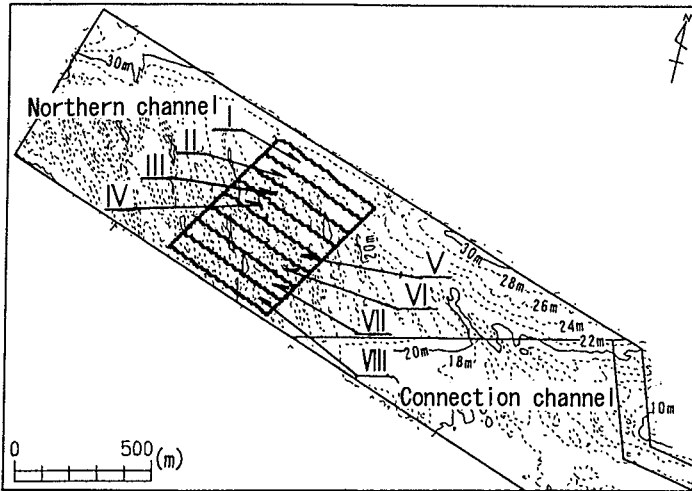 N
30m
Northern channel
I
II
III
IV
20m
30m
28m
26m
24m
22m
V
VI
VII
VIII
20m
18m
10m
Connection channel
0 500 (m)